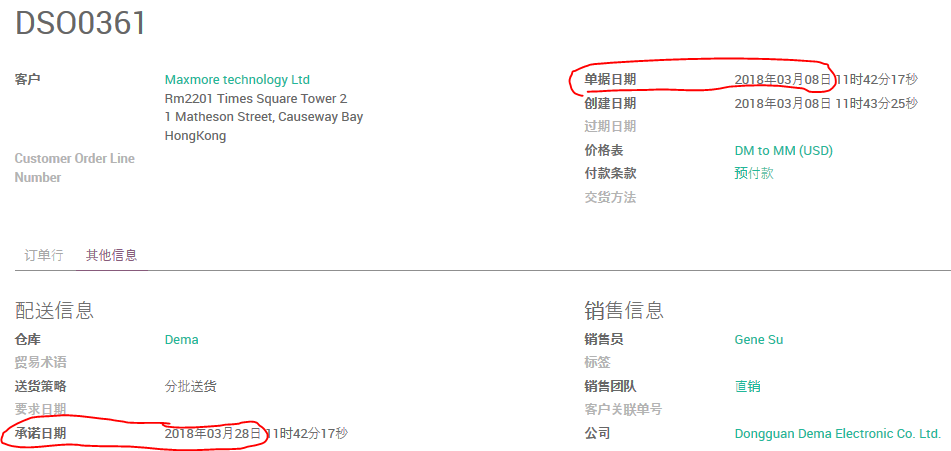 DSO0361
客户 Maxmore technology Ltd
Rm2201 Times Square Tower 2
1 Matheson Street, Causeway Bay
HongKong
Customer Order Line
Number
单据日期 2018年03月08日 11时42分17秒
创建日期 2018年03月08日 11时43分25秒
过期日期
价格表 DM to MM (USD)
付款条款 预付款
交货方法
订单行 其他信息
配送信息
仓库 Dema
贸易术语
送货策略 分批送货
要求日期
承诺日期 2018年03月28日 11时42分17秒
销售信息
销售员 Gene Su
标签
销售团队 直销
客户关联单号
公司 Dongguan Dema Electronic Co. Ltd.